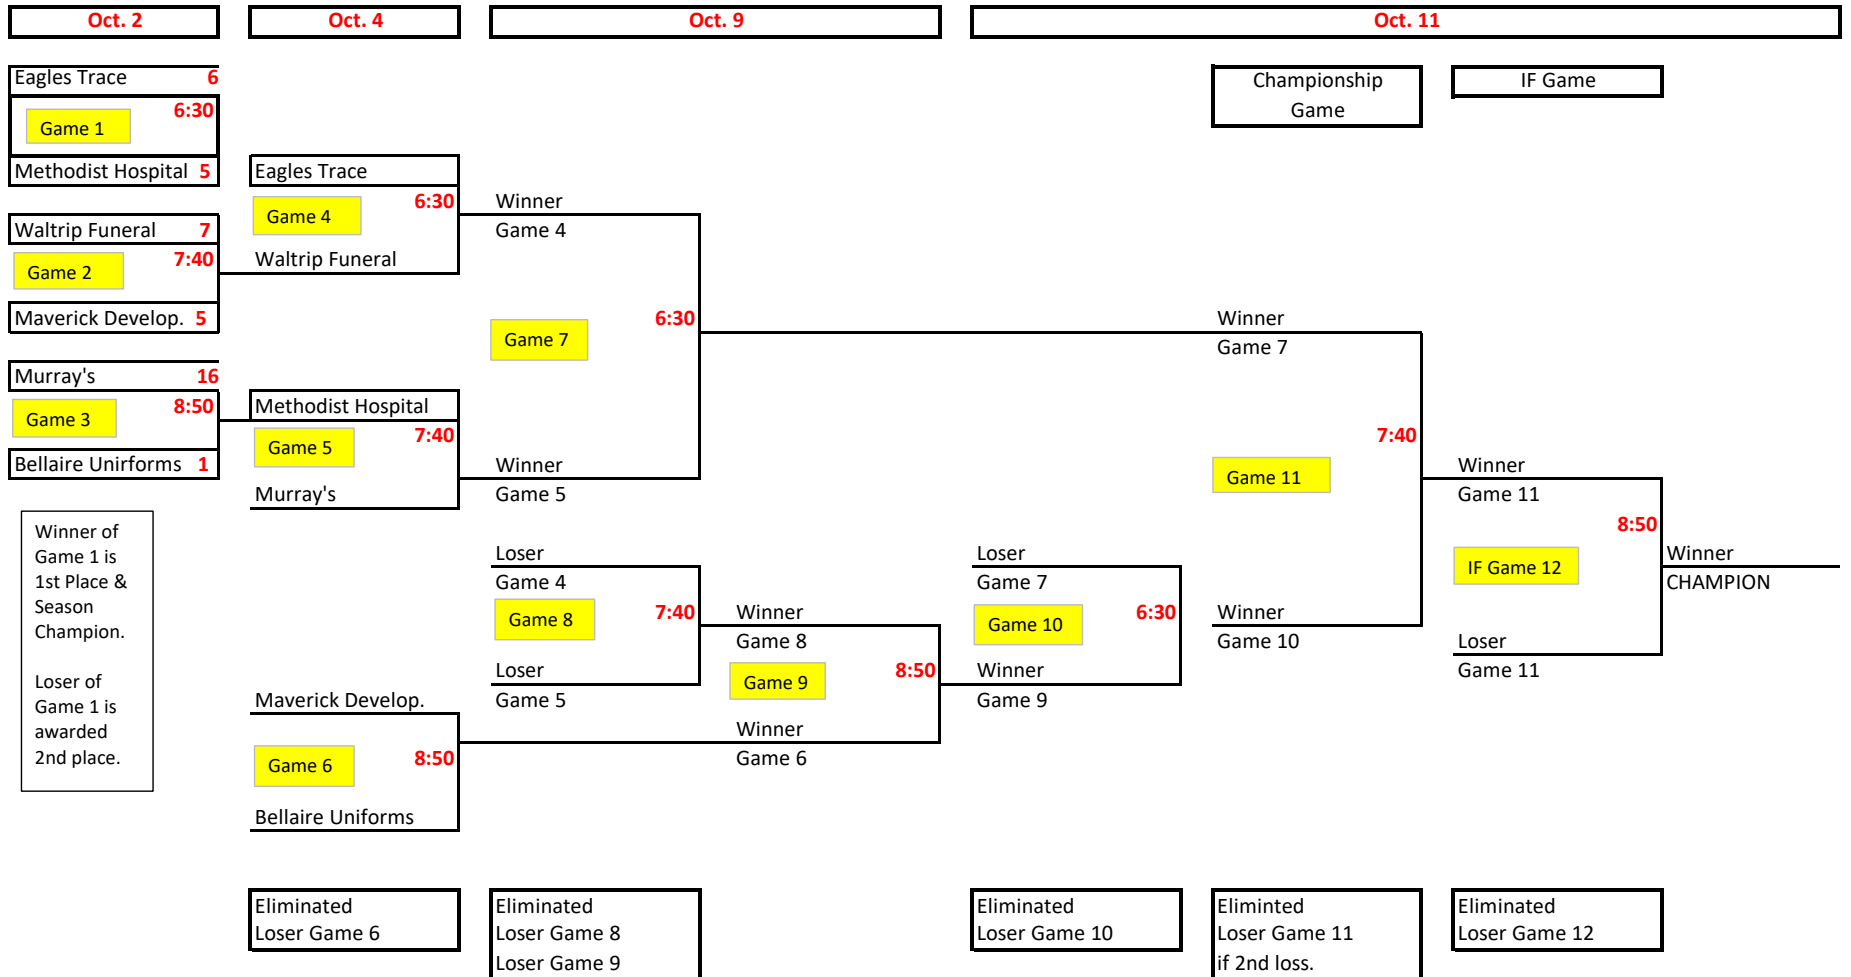 Oct. 2
Oct. 4
Oct. 9
Oct. 11
Championship
Game
IF Game
Eagles Trace 6
6:30
Game 1
Methodist Hospital 5
Waltrip Funeral 7
7:40
Game 2
Maverick Develop. 5
Murray's 16
8:50
Game 3
Bellaire Unirforms 1
Winner of
Game 1 is
1st Place &
Season
Champion.
Loser of
Game 1 is
awarded
2nd place.
Eagles Trace
6:30
Game 4
Waltrip Funeral
Methodist Hospital
7:40
Game 5
Murray's
Maverick Develop.
8:50
Game 6
Bellaire Uniforms
Winner
Game 4
6:30
Game 7
Winner
Game 5
Loser
Game 4
7:40
Game 8
Loser
Game 5
Winner
Game 8
8:50
Game 9
Winner
Game 6
Loser
Game 7
6:30
Game 10
Winner
Game 9
Winner
Game 7
7:40
Game 11
Winner
Game 10
Winner
Game 11
8:50
IF Game 12
Loser
Game 11
Winner
CHAMPION
Eliminated
Loser Game 6
Eliminated
Loser Game 8
Loser Game 9
Eliminated
Loser Game 10
Eliminted
Loser Game 11
if 2nd loss.
Eliminated
Loser Game 12